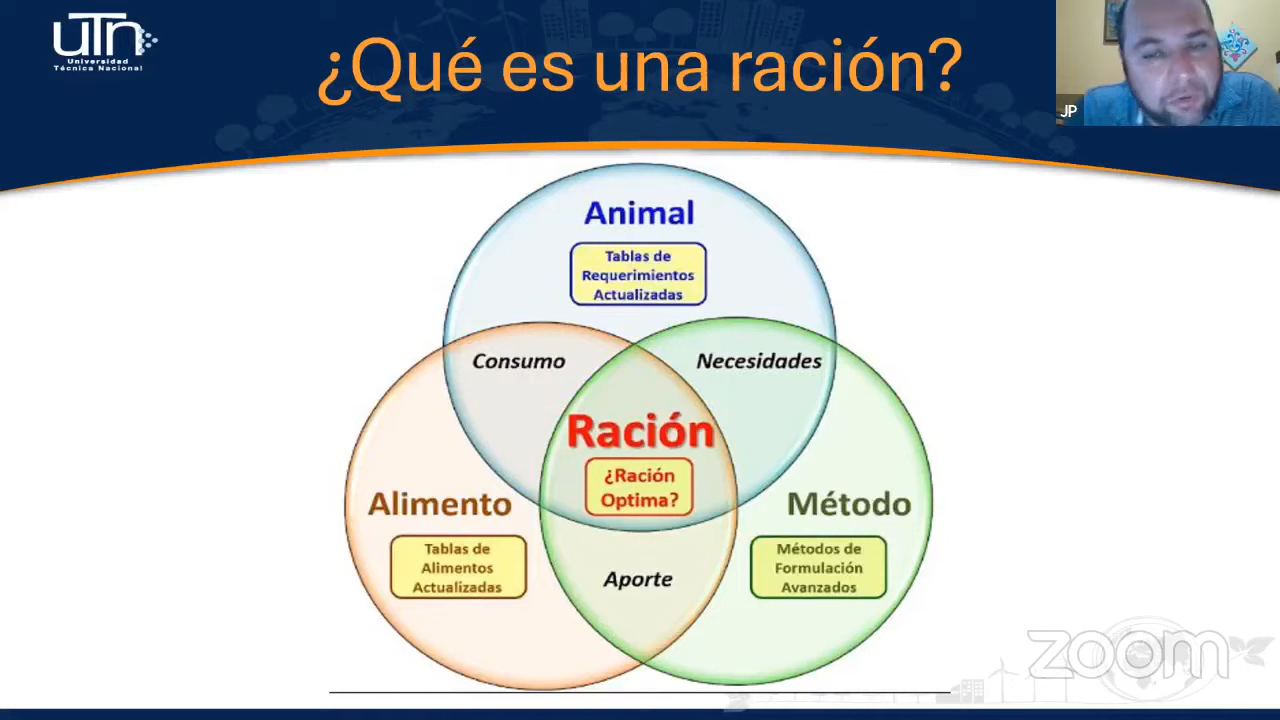 UTN
Universidad
Técnica Nacional
¿Qué es una ración?
JP
Animal
Tablas de
Requerimientos
Actualizadas
Consumo
Necesidades
Ración
¿Ración
Optima?
Alimento
Método
Tablas de
Alimentos
Actualizadas
Métodos de
Formulación
Avanzados
Aporte
zoom